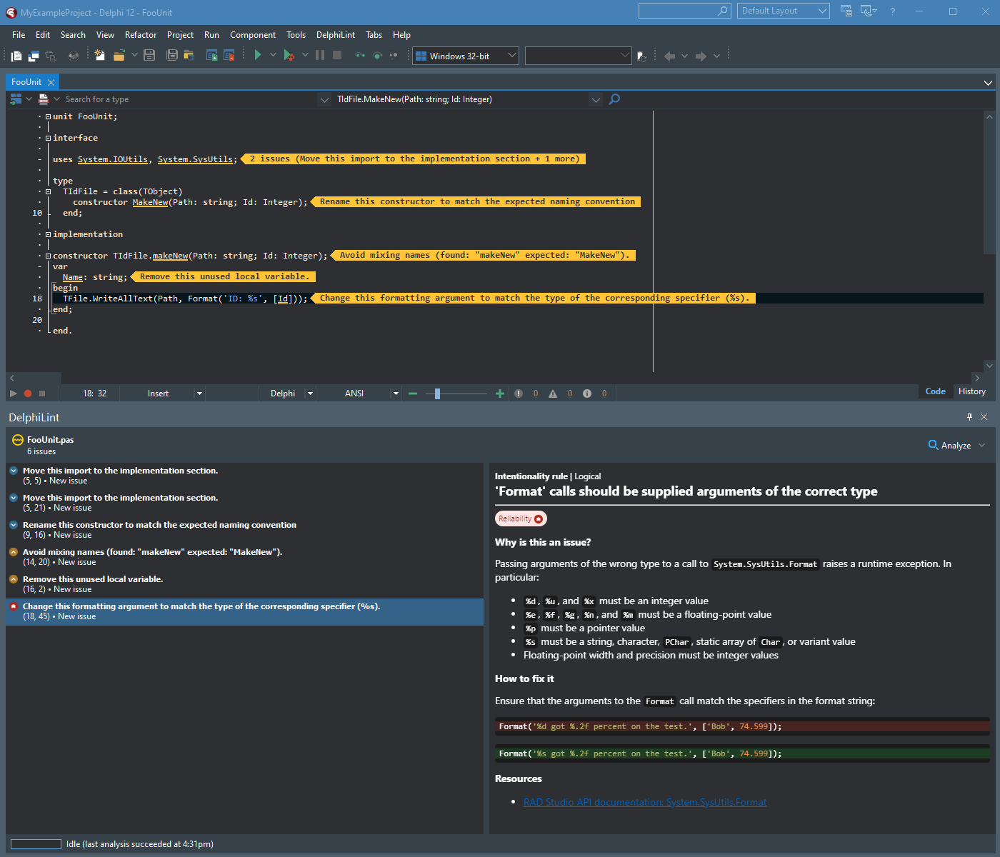 MyExampleProject - Delphi 12 - FooUnit
Default Layout
?
File Edit Search View Refactor Project Run Component Tools DelphiLint Tabs Help
Windows 32-bit
FooUnit
Search for a type
TIdFile.MakeNew(Path: string; Id: Integer)
unit FooUnit;
interface
uses System.IOUtils, System.SysUtils; 2 issues (Move this import to the implementation section + 1 more)
type
TIdFile = class(TObject)
constructor MakeNew(Path: string; Id: Integer); Rename this constructor to match the expected naming convention
10 end;
implementation
constructor TIdFile.makeNew(Path: string; Id: Integer); Avoid mixing names (found: "makeNew" expected: "MakeNew").
var
Name: string; Remove this unused local variable.
begin
18 TFile.WriteAllText(Path, Format('ID: %s', [Id])); Change this formatting argument to match the type of the corresponding specifier (%s).
end;
20
end.
18: 32 Insert Delphi ANSI 0 0 0 Code History
DelphiLint
FooUnit.pas
6 issues
Analyze
Move this import to the implementation section.
(5, 5) • New issue
Move this import to the implementation section.
(5, 21) • New issue
Rename this constructor to match the expected naming convention
(9, 16) • New issue
Avoid mixing names (found: "makeNew" expected: "MakeNew").
(14, 20) • New issue
Remove this unused local variable.
(16, 2) • New issue
Change this formatting argument to match the type of the corresponding specifier (%s).
(18, 45) • New issue
Intentionality rule | Logical
'Format' calls should be supplied arguments of the correct type
Reliability
Why is this an issue?
Passing arguments of the wrong type to a call to System.SysUtils.Format raises a runtime exception. In
particular:
• %d, %u, and %x must be an integer value
• %e, %f, %g, %n, and %m must be a floating-point value
• %p must be a pointer value
• %s must be a string, character, PChar, static array of Char, or variant value
• Floating-point width and precision must be integer values
How to fix it
Ensure that the arguments to the Format call match the specifiers in the format string:
Format('%d got %.2f percent on the test.', ['Bob', 74.599]);
Format('%s got %.2f percent on the test.', ['Bob', 74.599]);
Resources
• RAD Studio API documentation: System.SysUtils.Format
Idle (last analysis succeeded at 4:31pm)